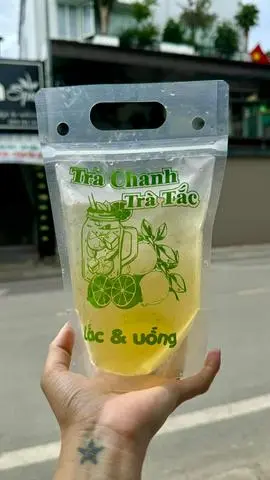 Trà Chanh
Trà Tắc
Lắc & uống